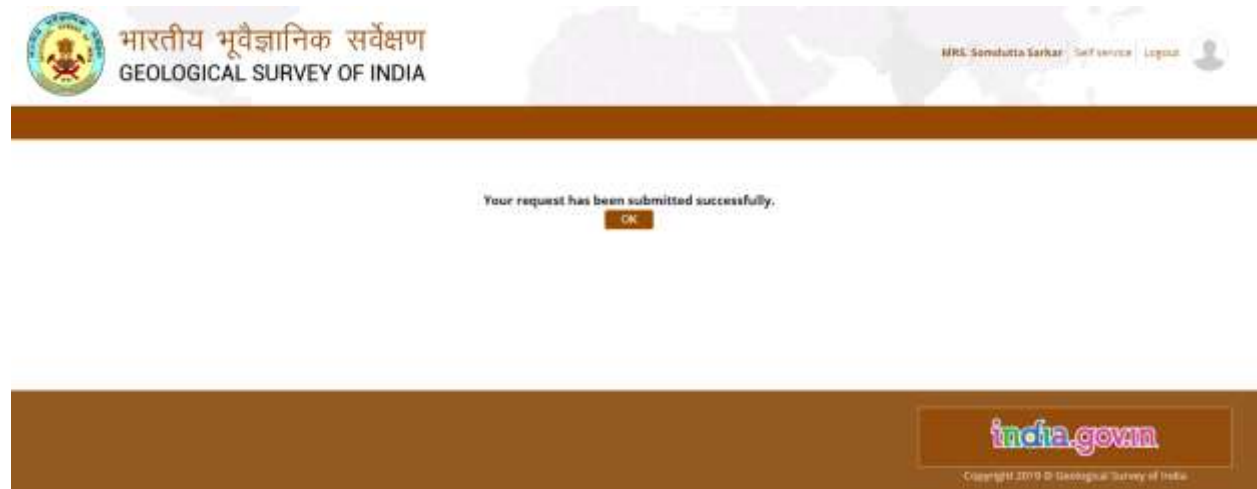 भारतीय भूवैज्ञानिक सर्वेक्षण
GEOLOGICAL SURVEY OF INDIA
MRS. Somdutta Sarkar Self service Logout
Your request has been submitted successfully.
OK
india.gov.in
Copyright 2019 © Geological Survey of India